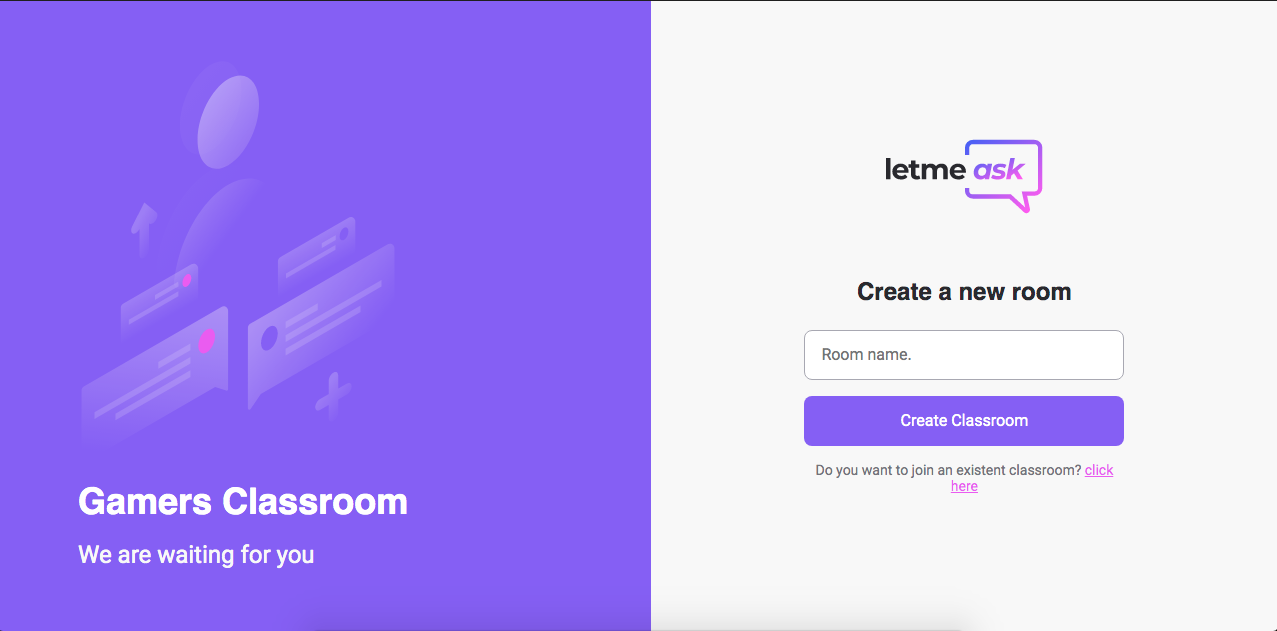 Gamers Classroom
We are waiting for you
letme ask
Create a new room
Room name.
Create Classroom
Do you want to join an existent classroom? click
here